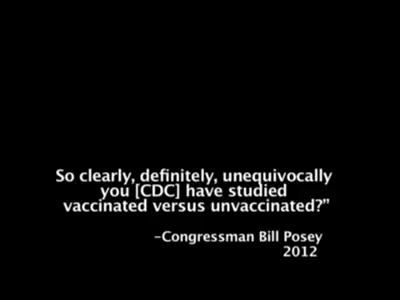 So clearly, definitely, unequivocally
you [CDC] have studied
vaccinated versus unvaccinated?”
–Congressman Bill Posey
2012